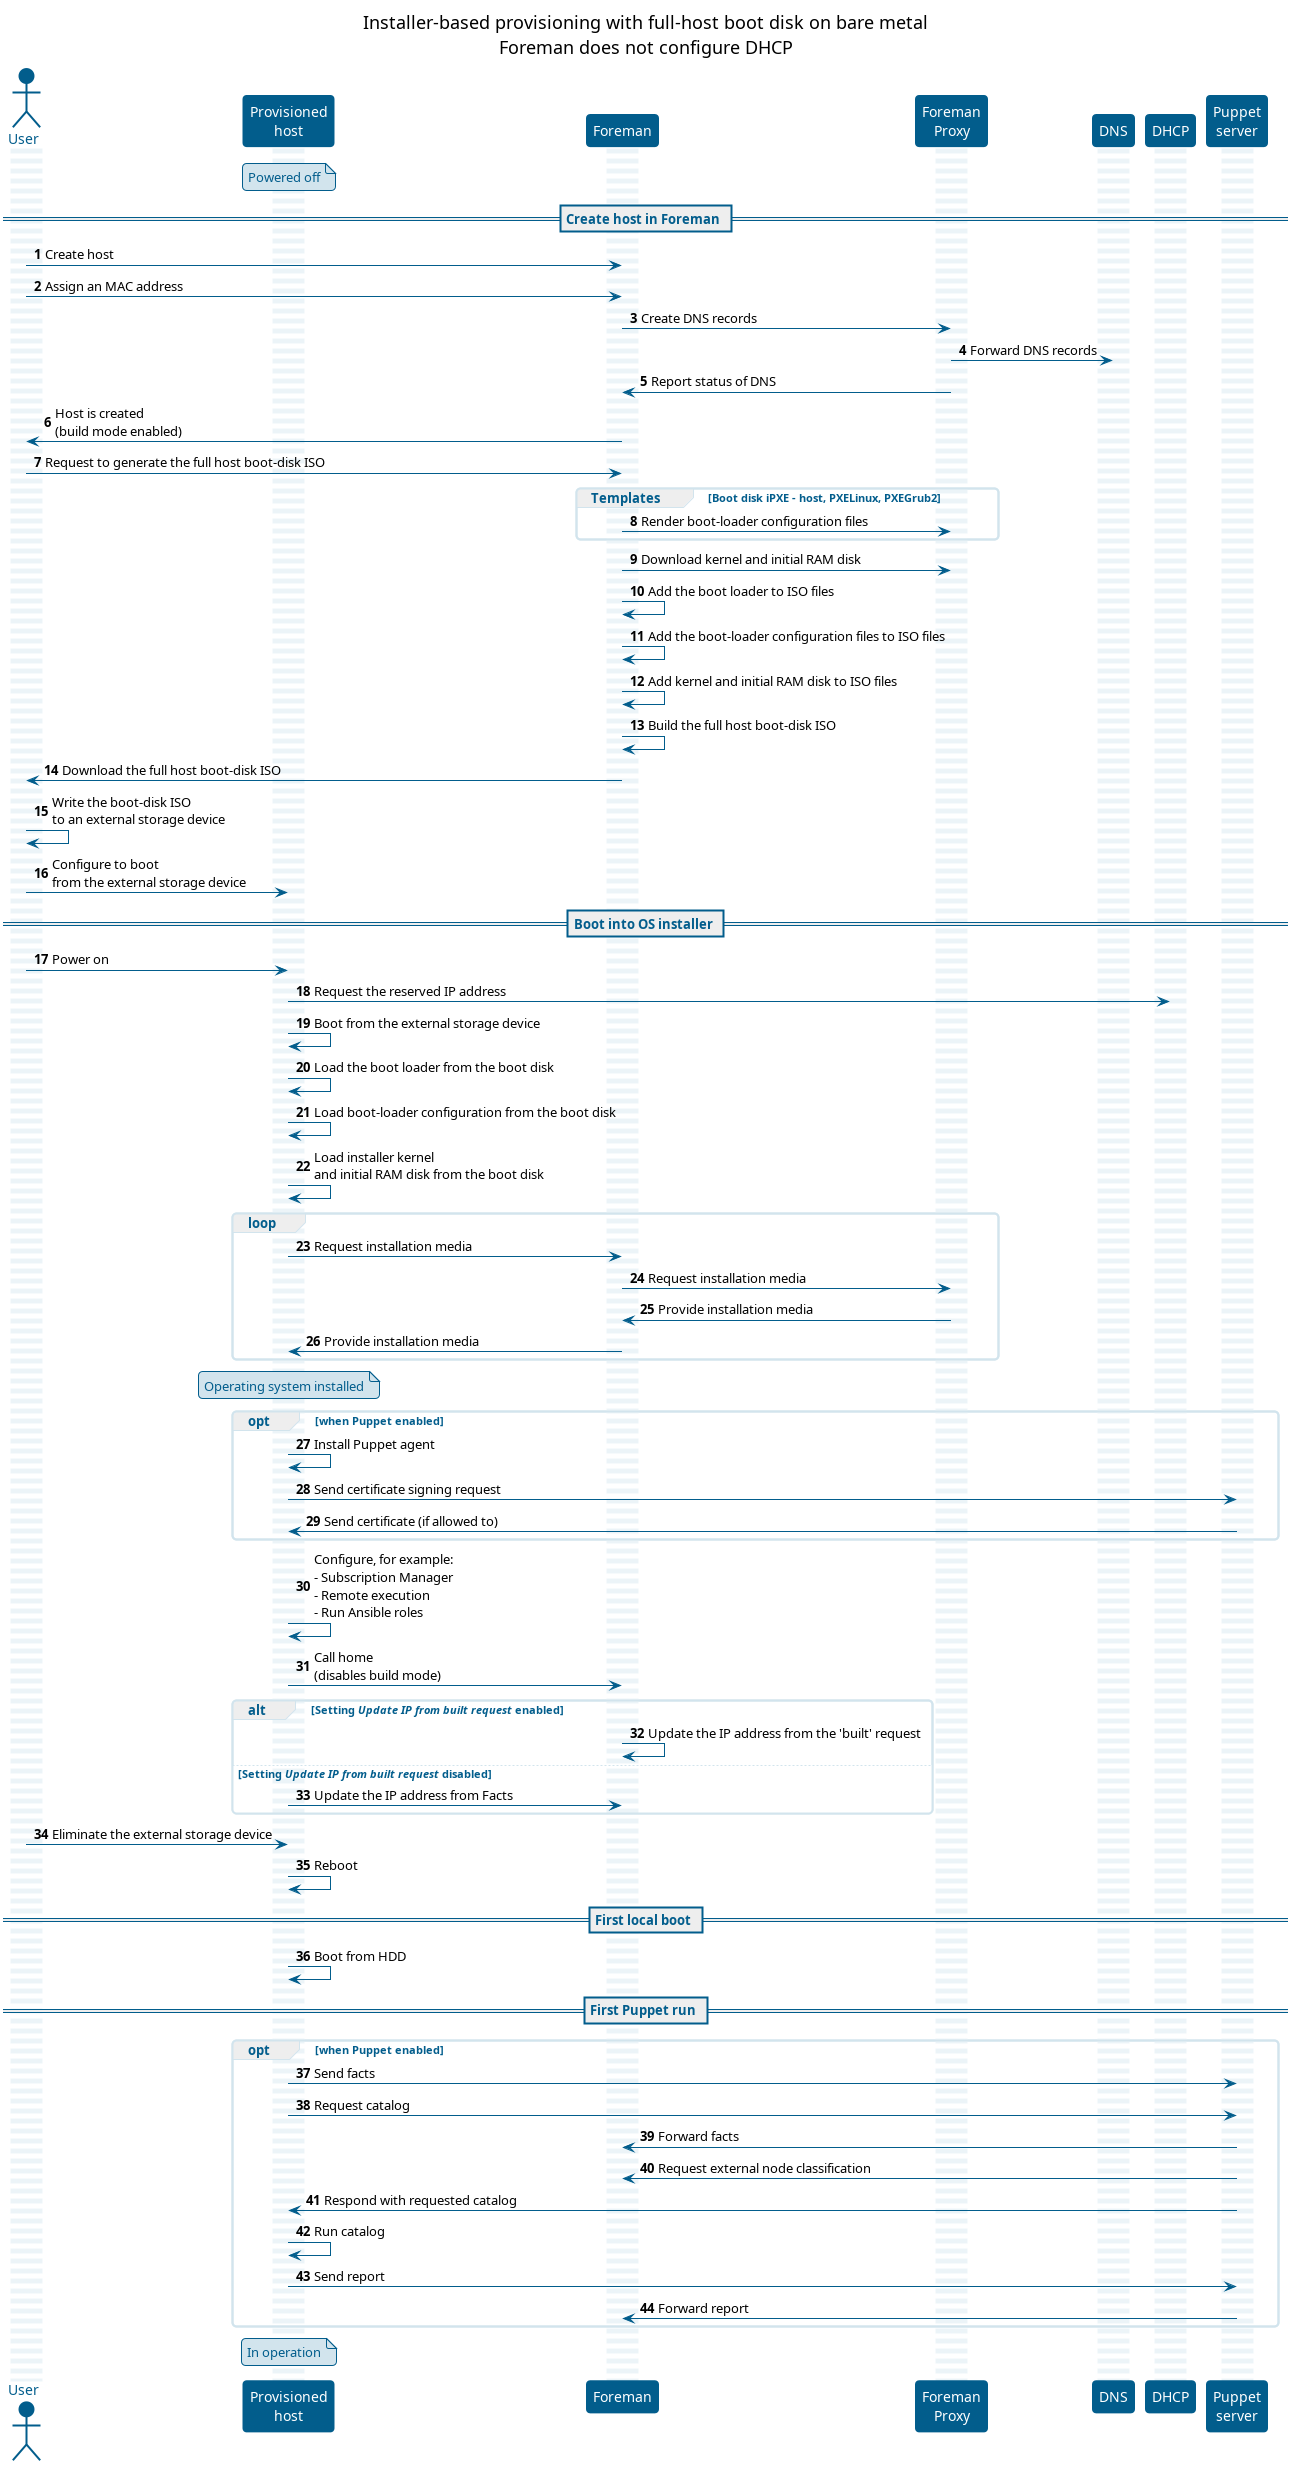 Installer-based provisioning with full-host boot disk on bare metal
Foreman does not configure DHCP
User
Provisioned
host
Foreman
Foreman
Proxy
DNS
DHCP
Puppet
server
Powered off
Create host in Foreman
1 Create host
2 Assign an MAC address
3 Create DNS records
4 Forward DNS records
5 Report status of DNS
6 Host is created
(build mode enabled)
7 Request to generate the full host boot-disk ISO
Templates [Boot disk iPXE - host, PXELinux, PXEGrub2]
8 Render boot-loader configuration files
9 Download kernel and initial RAM disk
10 Add the boot loader to ISO files
11 Add the boot-loader configuration files to ISO files
12 Add kernel and initial RAM disk to ISO files
13 Build the full host boot-disk ISO
14 Download the full host boot-disk ISO
15 Write the boot-disk ISO
to an external storage device
16 Configure to boot
from the external storage device
Boot into OS installer
17 Power on
18 Request the reserved IP address
19 Boot from the external storage device
20 Load the boot loader from the boot disk
21 Load boot-loader configuration from the boot disk
22 Load installer kernel
and initial RAM disk from the boot disk
loop
23 Request installation media
24 Request installation media
25 Provide installation media
26 Provide installation media
Operating system installed
opt [when Puppet enabled]
27 Install Puppet agent
28 Send certificate signing request
29 Send certificate (if allowed to)
30 Configure, for example:
- Subscription Manager
- Remote execution
- Run Ansible roles
31 Call home
(disables build mode)
alt [Setting Update IP from built request enabled]
32 Update the IP address from the 'built' request
[Setting Update IP from built request disabled]
33 Update the IP address from Facts
34 Eliminate the external storage device
35 Reboot
First local boot
36 Boot from HDD
First Puppet run
opt [when Puppet enabled]
37 Send facts
38 Request catalog
39 Forward facts
40 Request external node classification
41 Respond with requested catalog
42 Run catalog
43 Send report
44 Forward report
In operation
User
Provisioned
host
Foreman
Foreman
Proxy
DNS
DHCP
Puppet
server